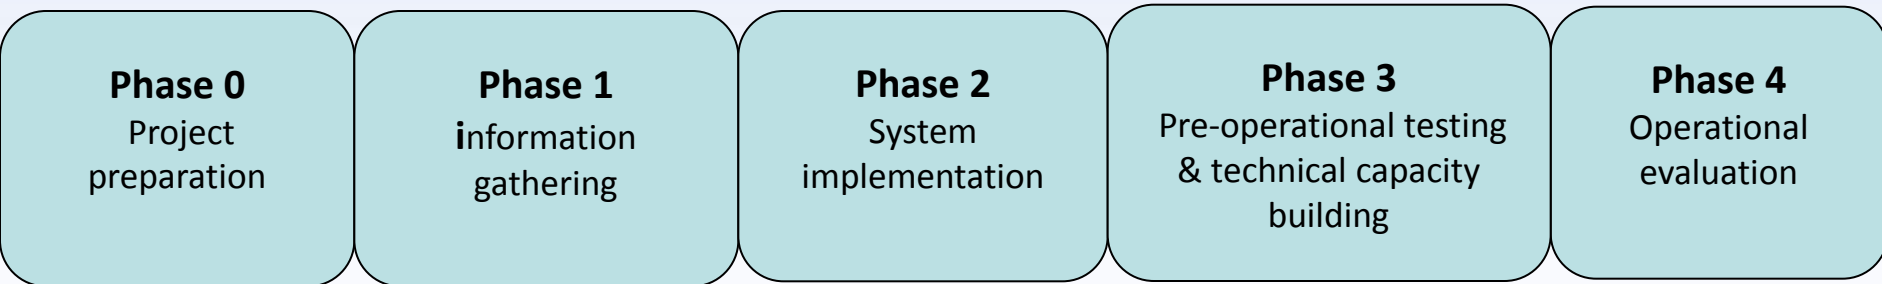 Phase 0
Project
preparation
Phase 1
information
gathering
Phase 2
System
implementation
Phase 3
Pre-operational testing
& technical capacity
building
Phase 4
Operational
evaluation